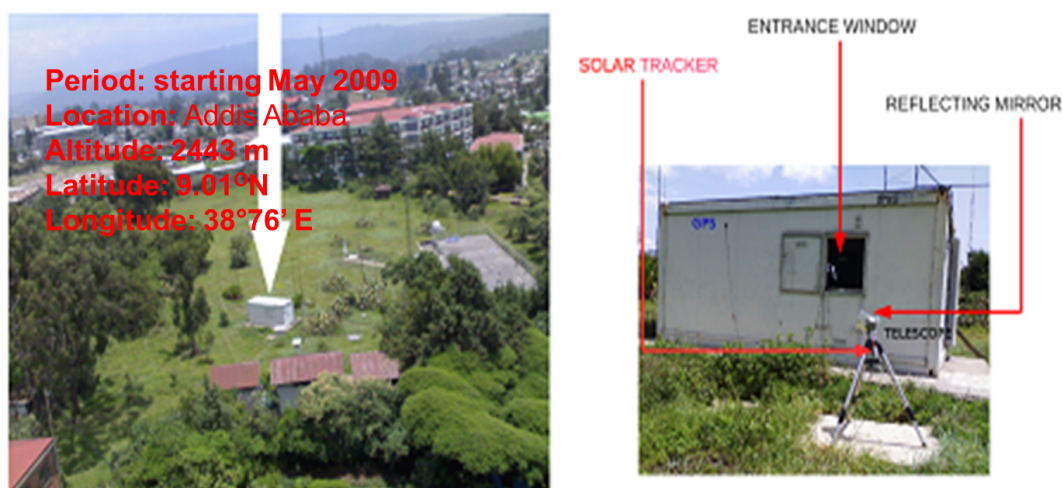 Period: starting May 2009
Location: Addis Ababa
Altitude: 2443 m
Latitude: 9.01°N
Longitude: 38°76’ E
ENTRANCE WINDOW
SOLAR TRACKER
REFLECTING MIRROR
GPS
TELESCOPE